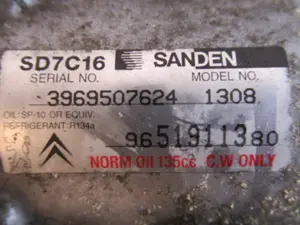 SD7C16 SANDEN
SERIAL NO. MODEL NO.
3969507624 1308
OIL: SP-10 OR EQUIV.
REFRIGERANT: R134a
9651911380
NORM Oil 135cc C.W ONLY